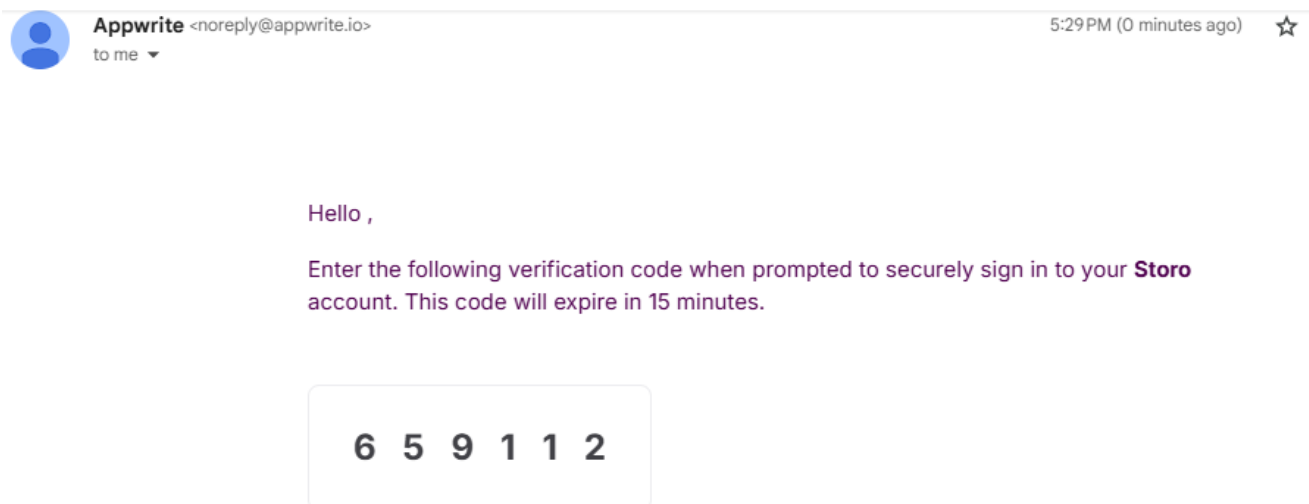 Appwrite <noreply@appwrite.io> 5:29 PM (0 minutes ago)
to me
Hello ,
Enter the following verification code when prompted to securely sign in to your Storo
account. This code will expire in 15 minutes.
6 5 9 1 1 2